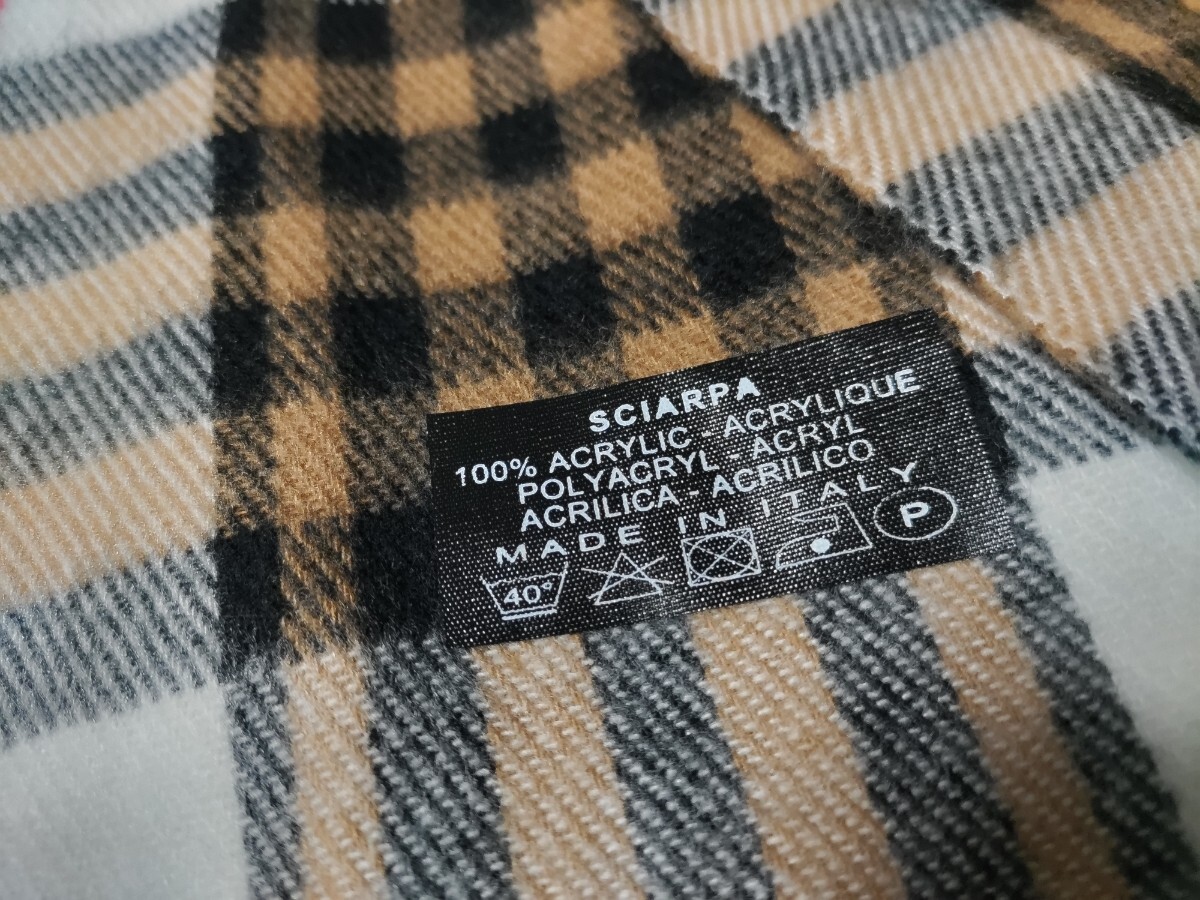 SCIARPA
100% ACRYLIC - ACRYLIQUE
POLYACRYL - ACRYL
ACRILICA - ACRILICO
MADE IN ITALY
40° P